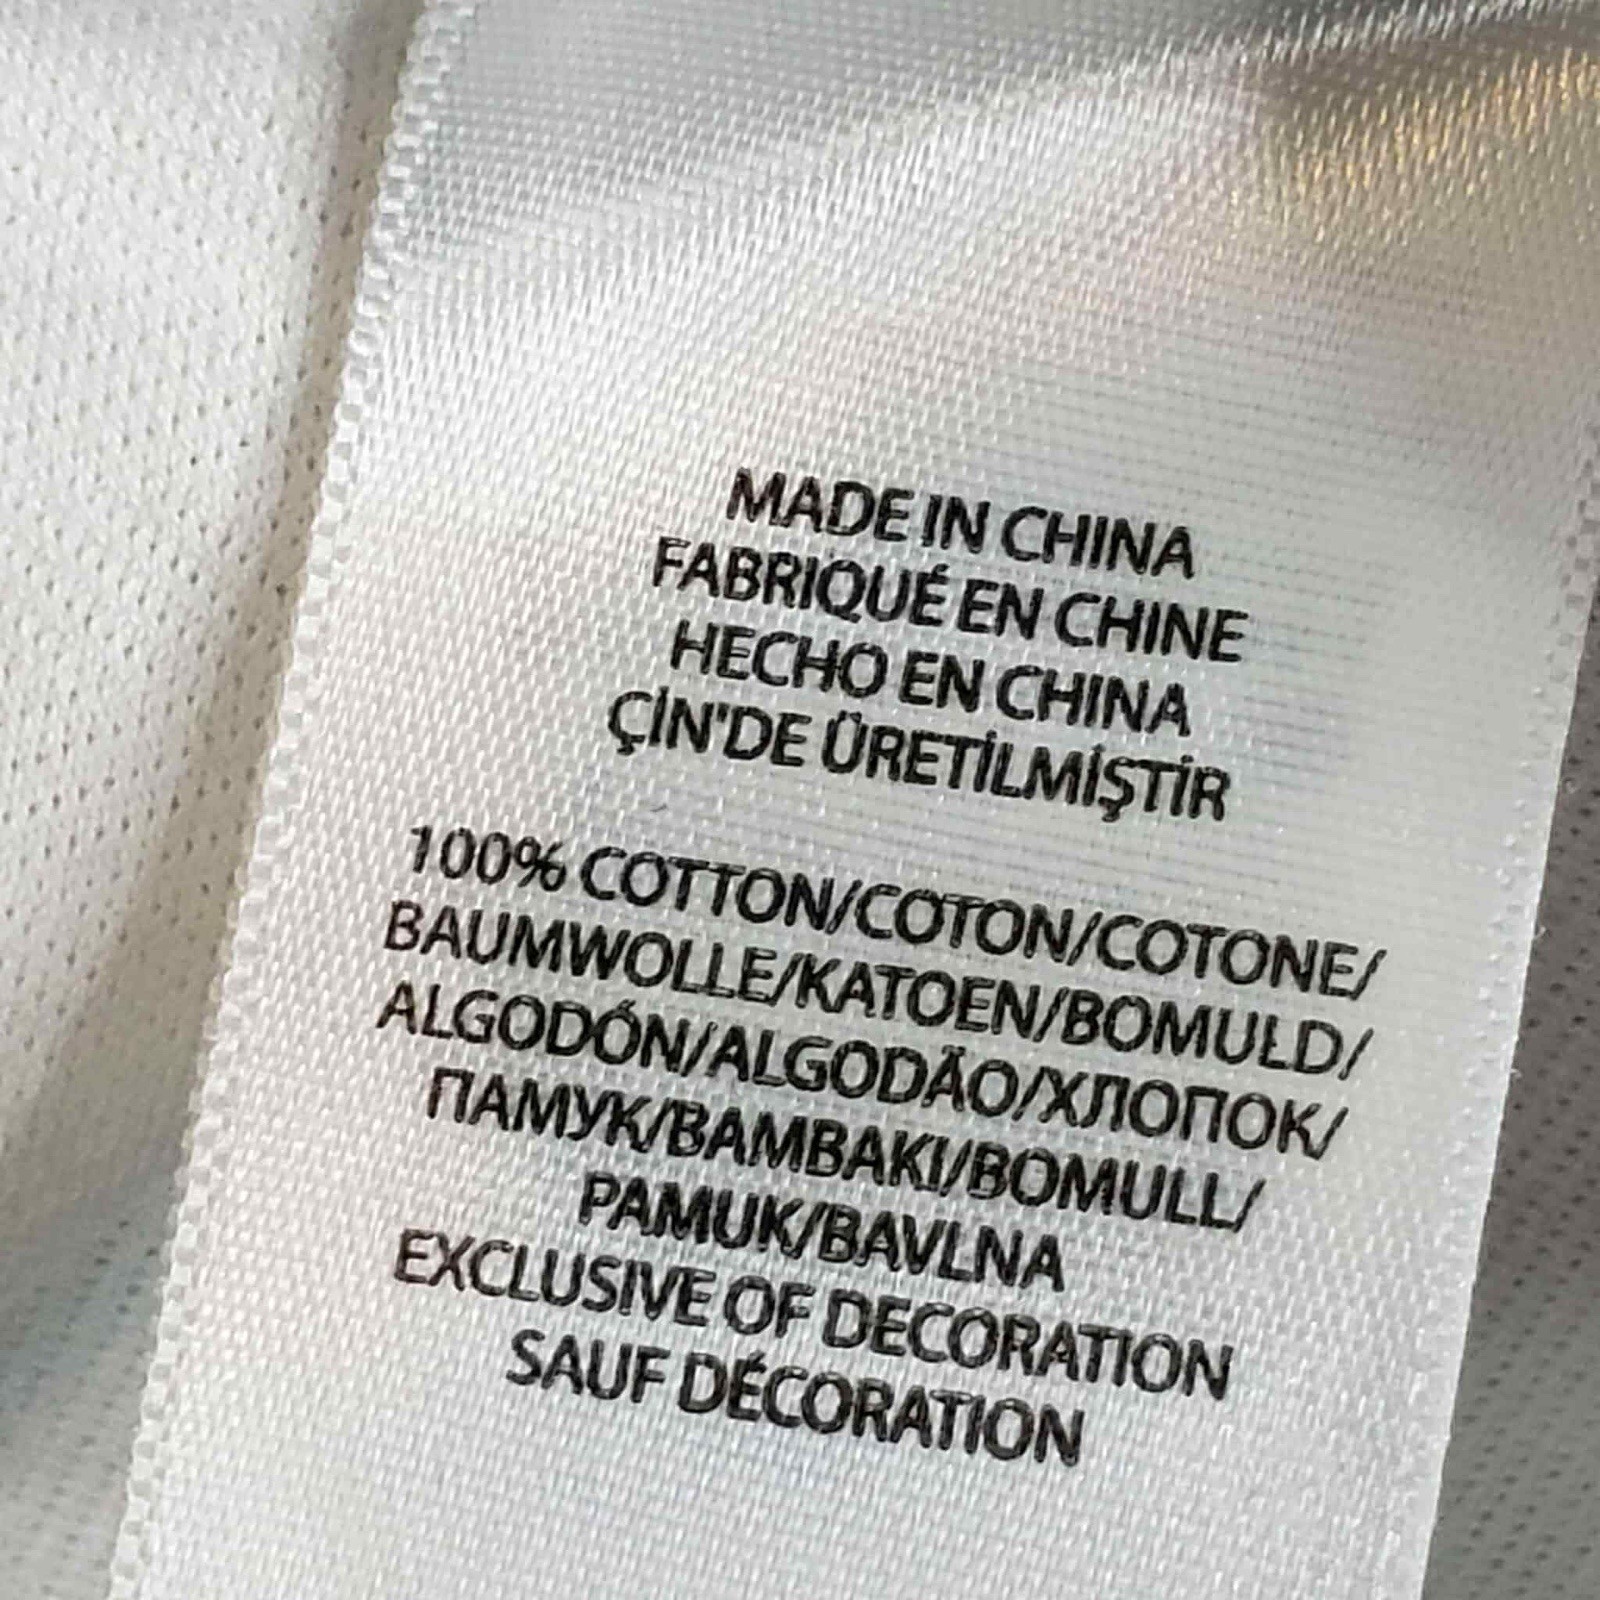 MADE IN CHINA
FABRIQUÉ EN CHINE
HECHO EN CHINA
ÇİN'DE ÜRETİLMİŞTİR
100% COTTON/COTON/COTONE/
BAUMWOLLE/KATOEN/BOMULD/
ALGODÓN/ALGODÃO/ХЛОПОК/
ПАМУК/BAMBAKI/BOMULL/
PAMUK/BAVLNA
EXCLUSIVE OF DECORATION
SAUF DÉCORATION